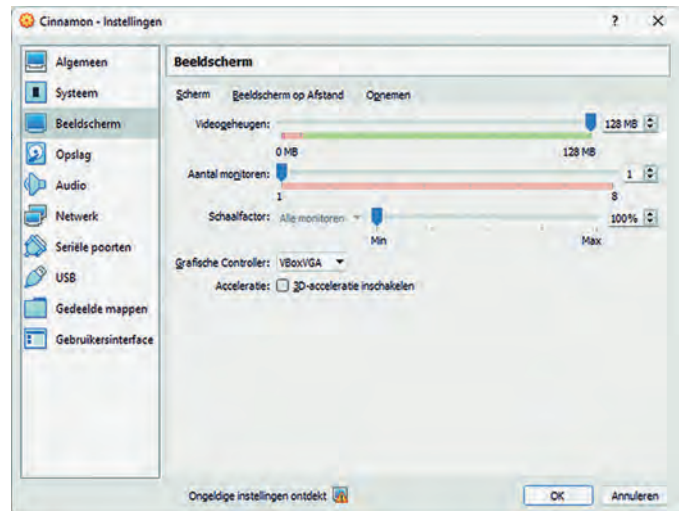 Cinnamon - Instellingen
? X
Algemeen
Systeem
Beeldscherm
Opslag
Audio
Netwerk
Seriële poorten
USB
Gedeelde mappen
Gebruikersinterface
Beeldscherm
Scherm Beeldscherm op Afstand Opnemen
Videogeheugen: 128 MB
0 MB 128 MB
Aantal monitoren: 1
1 8
Schaalfactor: Alle monitoren 100%
Min Max
Grafische Controller: VBoxVGA
Acceleratie: 3D-acceleratie inschakelen
Ongeldige instellingen ontdekt
OK Annuleren